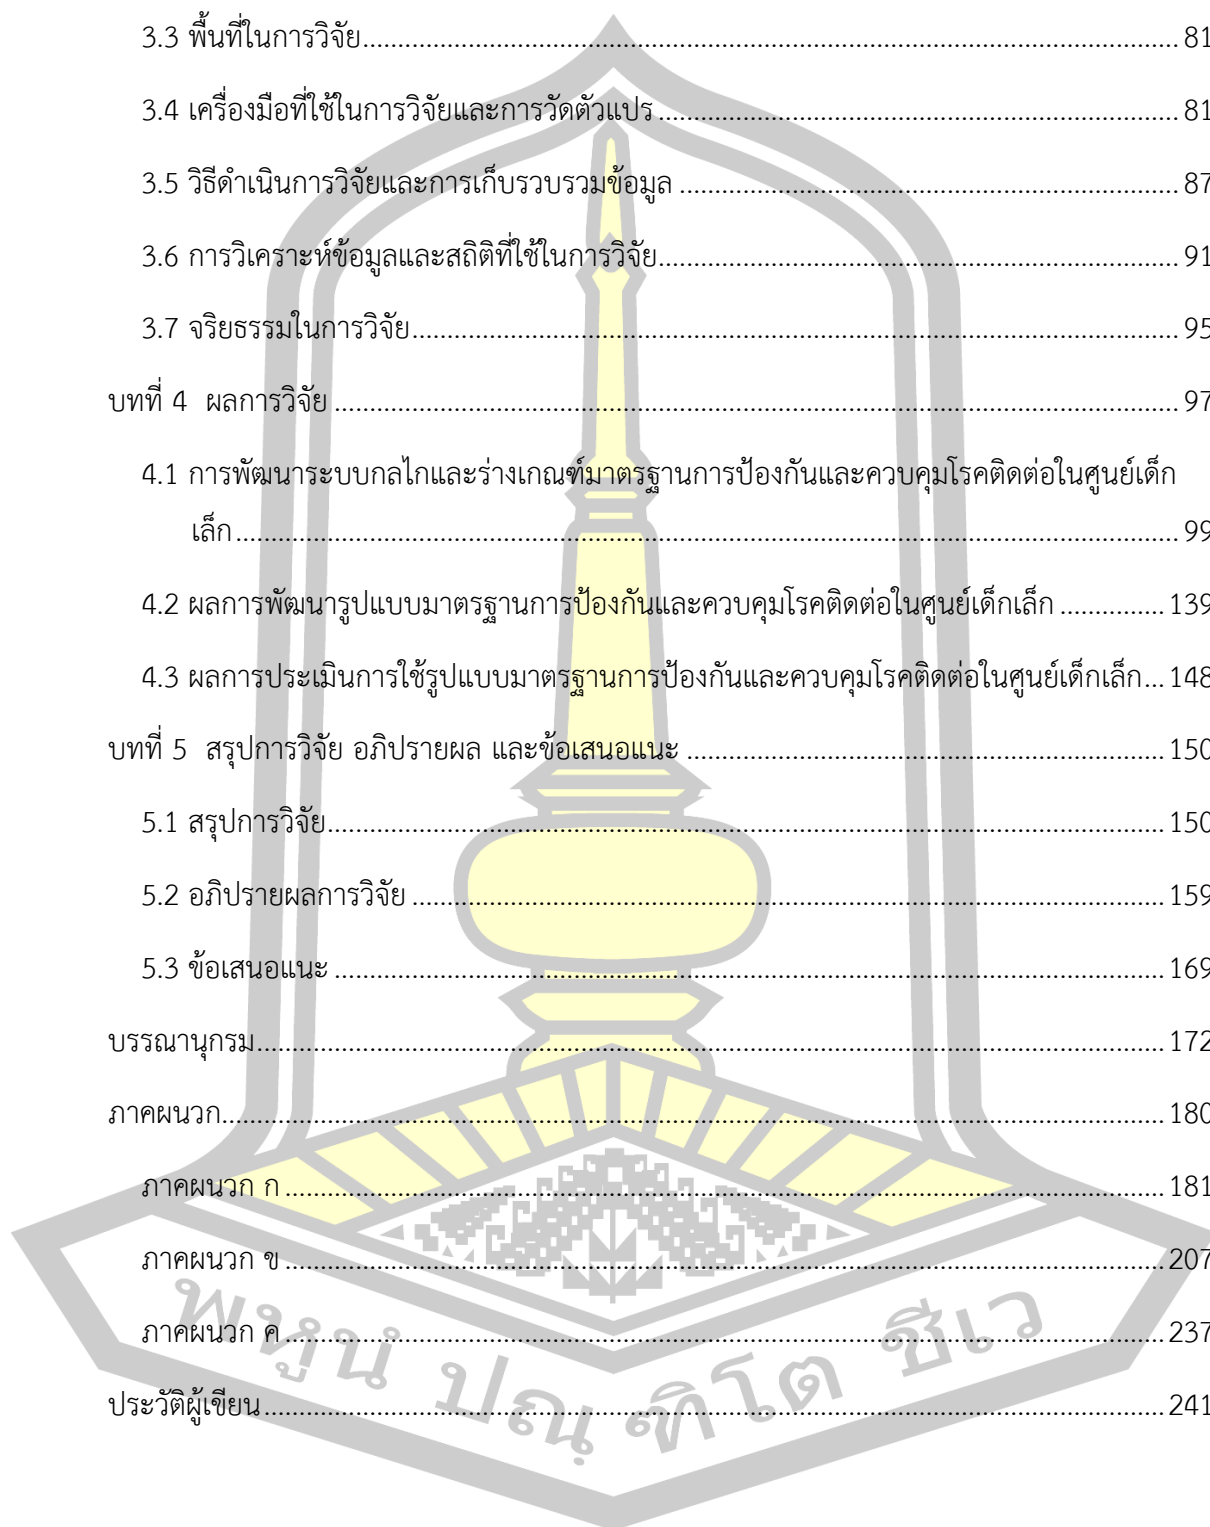 3.3 พื้นที่ในการวิจัย........................................ 81
3.4 เครื่องมือที่ใช้ในการวิจัยและการวัดตัวแปร........................................ 81
3.5 วิธีดำเนินการวิจัยและการเก็บรวบรวมข้อมูล........................................ 87
3.6 การวิเคราะห์ข้อมูลและสถิติที่ใช้ในการวิจัย........................................ 91
3.7 จริยธรรมในการวิจัย........................................ 95
บทที่ 4 ผลการวิจัย........................................ 97
4.1 การพัฒนาระบบกลไกและร่างเกณฑ์มาตรฐานการป้องกันและควบคุมโรคติดต่อในศูนย์เด็ก
เล็ก........................................ 99
4.2 ผลการพัฒนารูปแบบมาตรฐานการป้องกันและควบคุมโรคติดต่อในศูนย์เด็กเล็ก.................... 139
4.3 ผลการประเมินการใช้รูปแบบมาตรฐานการป้องกันและควบคุมโรคติดต่อในศูนย์เด็กเล็ก... 148
บทที่ 5 สรุปการวิจัย อภิปรายผล และข้อเสนอแนะ........................................ 150
5.1 สรุปการวิจัย........................................ 150
5.2 อภิปรายผลการวิจัย........................................ 159
5.3 ข้อเสนอแนะ........................................ 169
บรรณานุกรม........................................ 172
ภาคผนวก........................................ 180
ภาคผนวก ก........................................ 181
ภาคผนวก ข........................................ 207
ภาคผนวก ค........................................ 237
ประวัติผู้เขียน........................................ 241
พหูนํ ปณฺฑิโต ชีเว